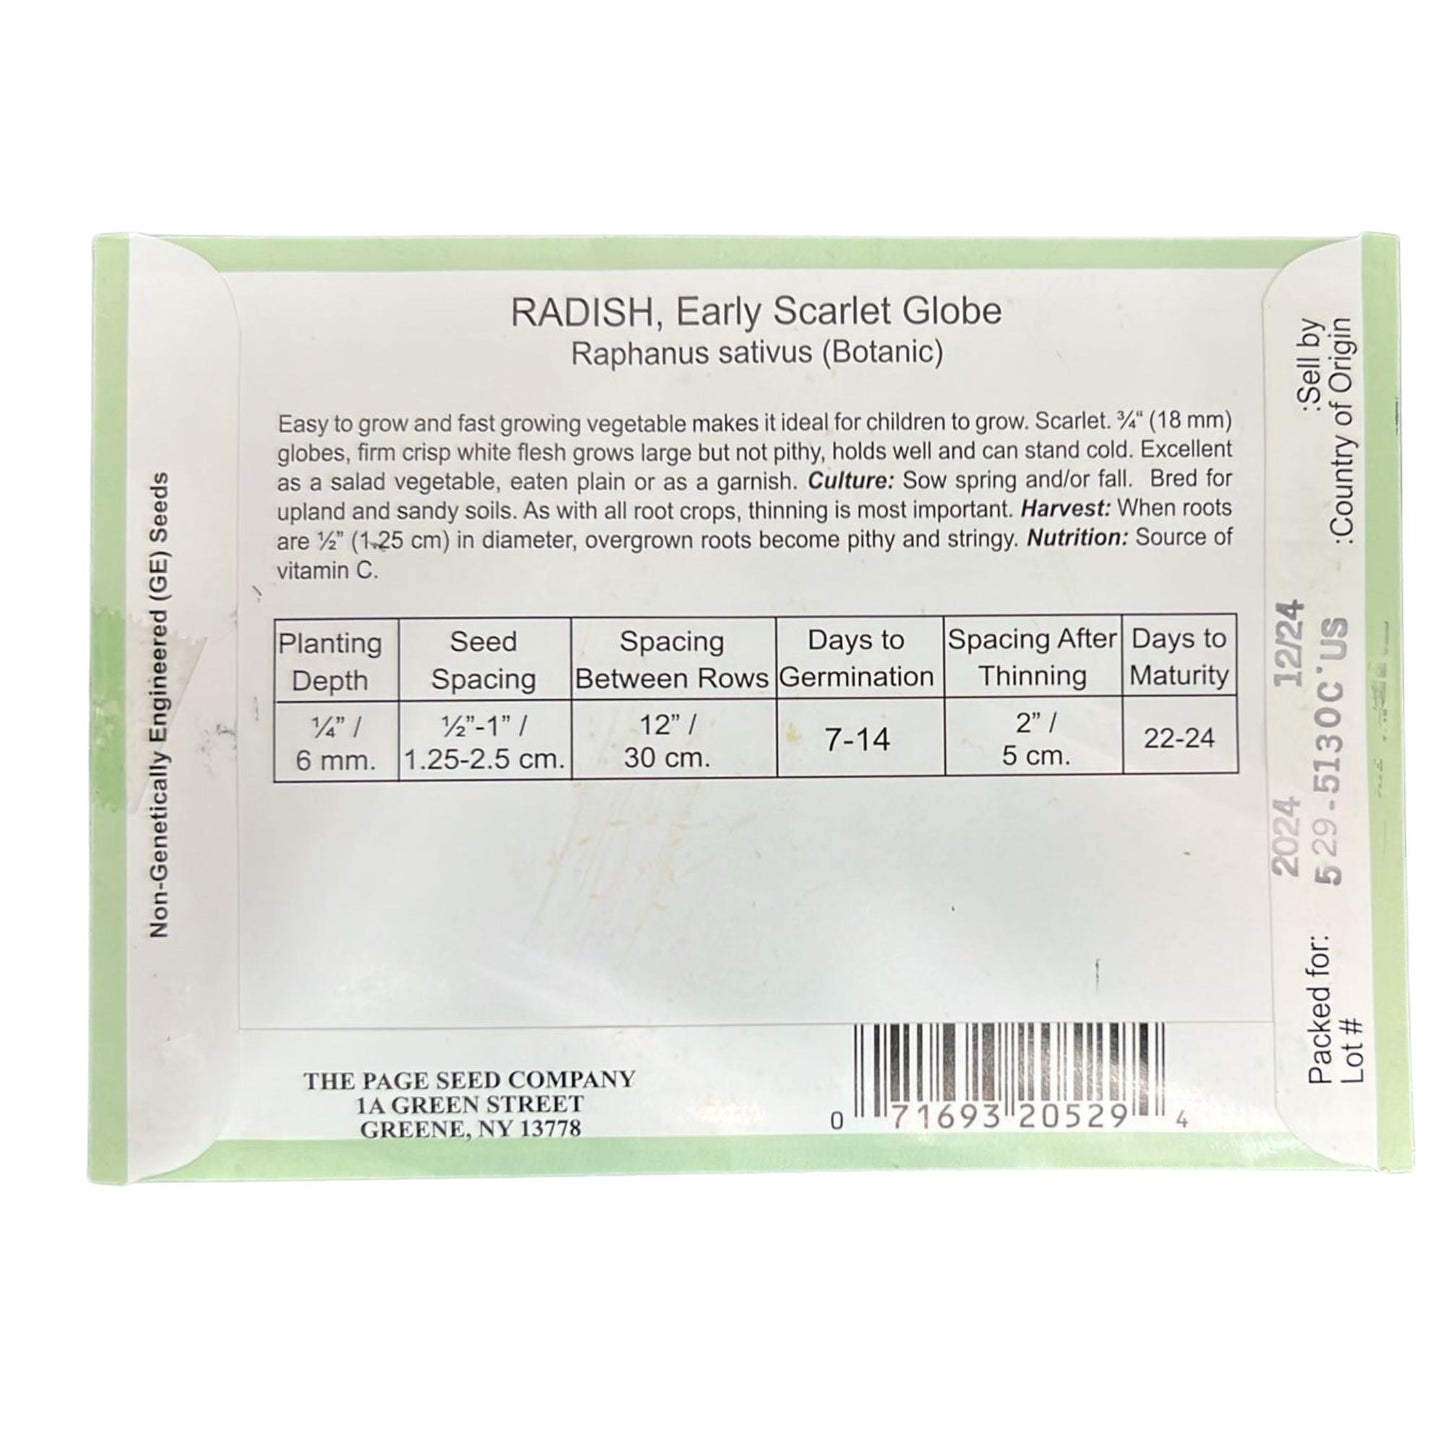 RADISH, Early Scarlet Globe
Raphanus sativus (Botanic)
Easy to grow and fast growing vegetable makes it ideal for children to grow. Scarlet. ¾“ (18 mm)
globes, firm crisp white flesh grows large but not pithy, holds well and can stand cold. Excellent
as a salad vegetable, eaten plain or as a garnish. Culture: Sow spring and/or fall. Bred for
upland and sandy soils. As with all root crops, thinning is most important. Harvest: When roots
are ½” (1.25 cm) in diameter, overgrown roots become pithy and stringy. Nutrition: Source of
vitamin C.
Planting Depth
Seed Spacing
Spacing Between Rows
Days to Germination
Spacing After Thinning
Days to Maturity
¼” / 6 mm.
½”-1” / 1.25-2.5 cm.
12” / 30 cm.
7-14
2” / 5 cm.
22-24
THE PAGE SEED COMPANY
1A GREEN STREET
GREENE, NY 13778
0 71693 20529 4
Non-Genetically Engineered (GE) Seeds
Packed for: 2024 12/24 :Sell by
Lot # 529-5130C US :Country of Origin